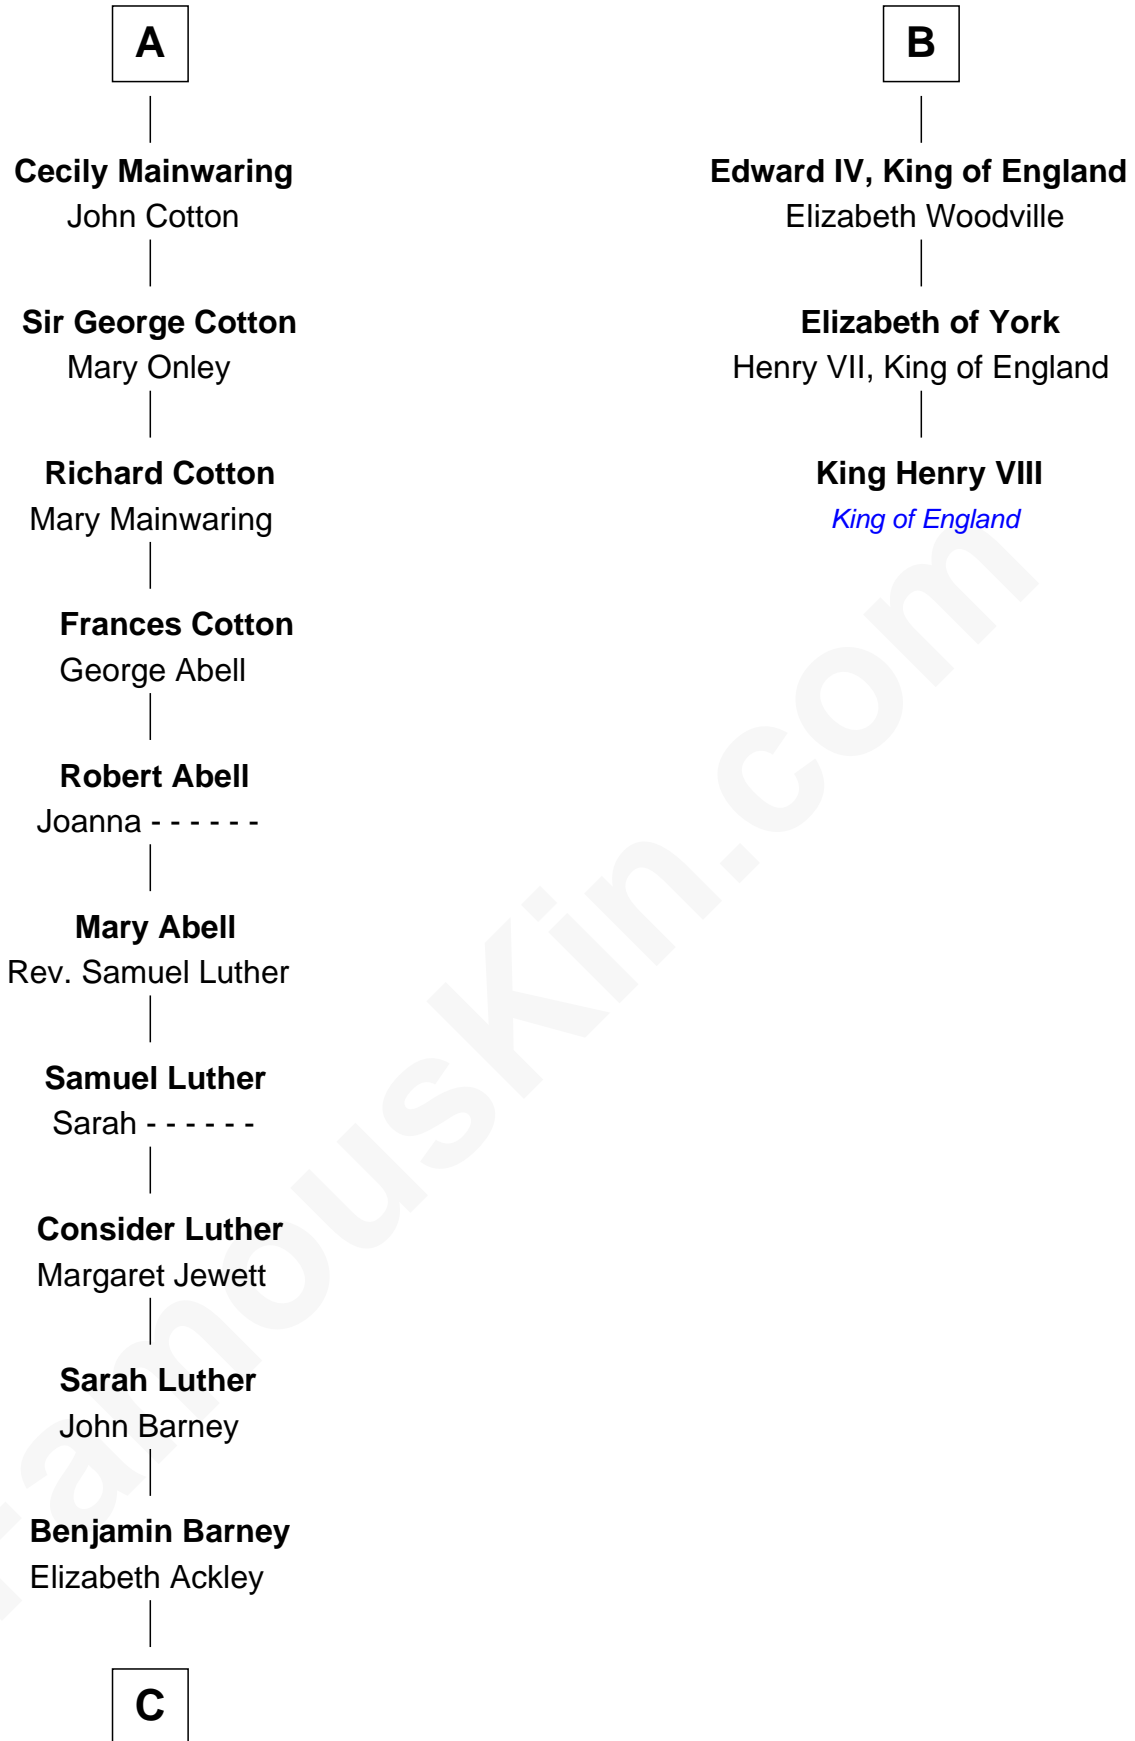 A
Cecily Mainwaring
John Cotton
Sir George Cotton
Mary Onley
Richard Cotton
Mary Mainwaring
Frances Cotton
George Abell
Robert Abell
Joanna - - - - - -
Mary Abell
Rev. Samuel Luther
Samuel Luther
Sarah - - - - - -
Consider Luther
Margaret Jewett
Sarah Luther
John Barney
Benjamin Barney
Elizabeth Ackley
C
B
Edward IV, King of England
Elizabeth Woodville
Elizabeth of York
Henry VII, King of England
King Henry VIII
King of England
FamousKin.com